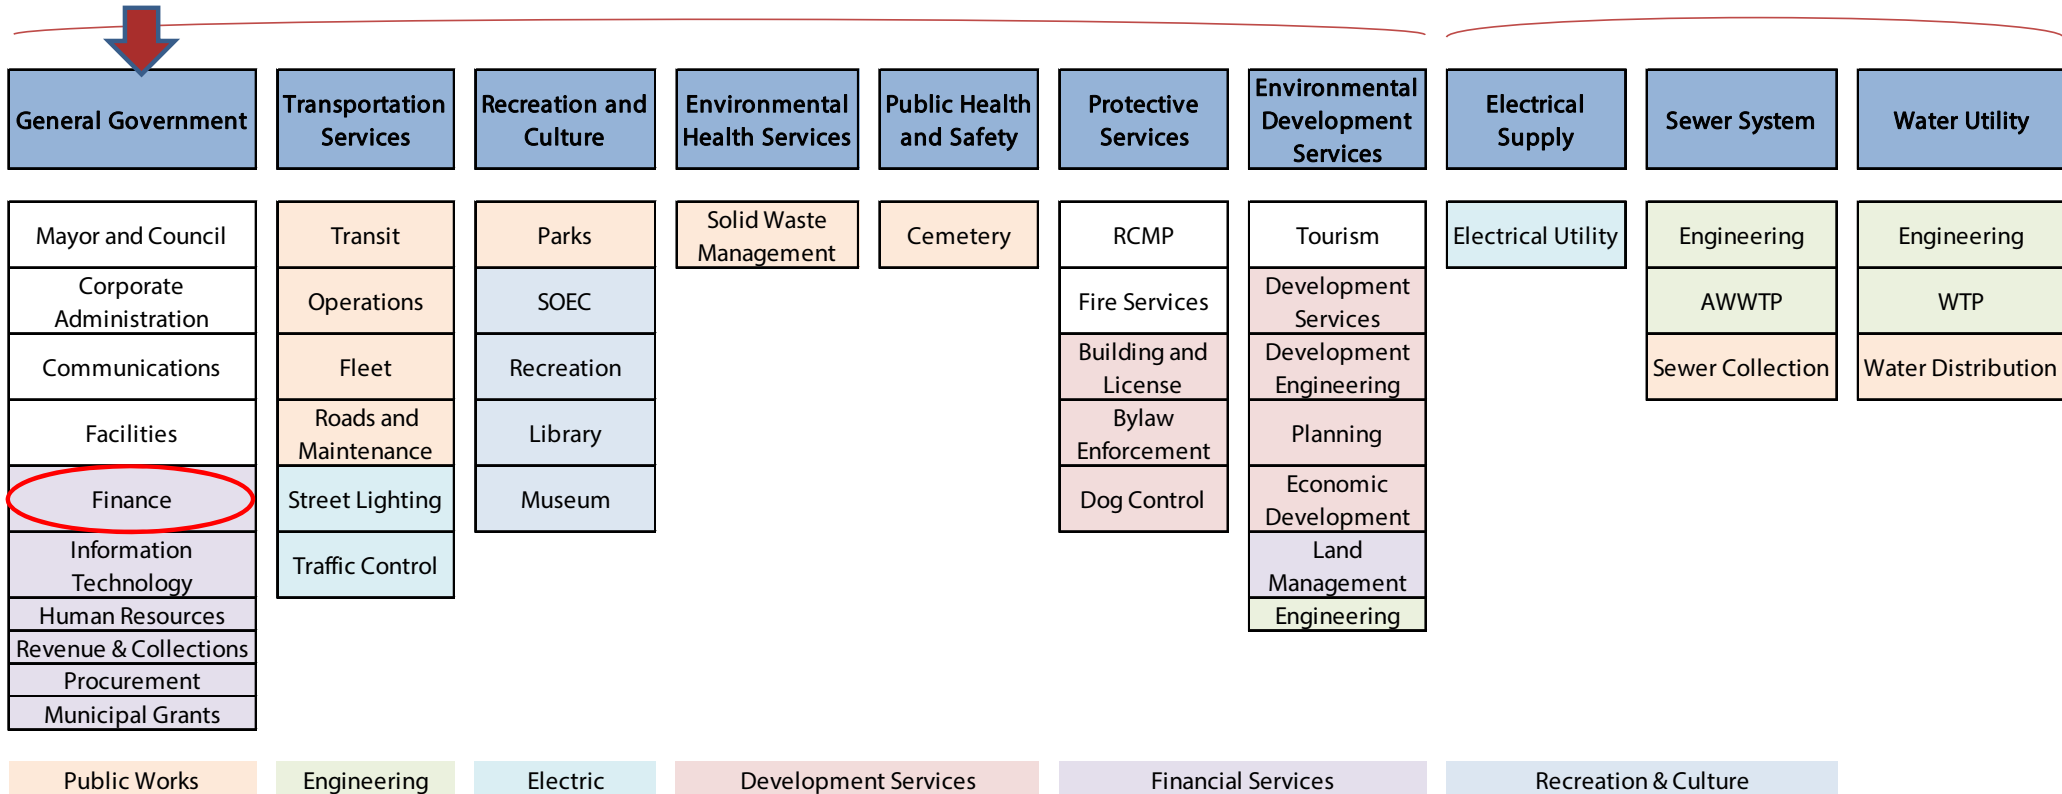 General Government
Transportation
Services
Recreation and
Culture
Environmental
Health Services
Public Health
and Safety
Protective
Services
Environmental
Development
Services
Electrical
Supply
Sewer System
Water Utility
Mayor and Council
Corporate
Administration
Communications
Facilities
Finance
Information
Technology
Human Resources
Revenue & Collections
Procurement
Municipal Grants
Transit
Operations
Fleet
Roads and
Maintenance
Street Lighting
Traffic Control
Parks
SOEC
Recreation
Library
Museum
Solid Waste
Management
Cemetery
RCMP
Fire Services
Building and
License
Bylaw
Enforcement
Dog Control
Tourism
Development
Services
Development
Engineering
Planning
Economic
Development
Land
Management
Engineering
Electrical Utility
Engineering
AWWTP
Sewer Collection
Engineering
WTP
Water Distribution
Public Works
Engineering
Electric
Development Services
Financial Services
Recreation & Culture